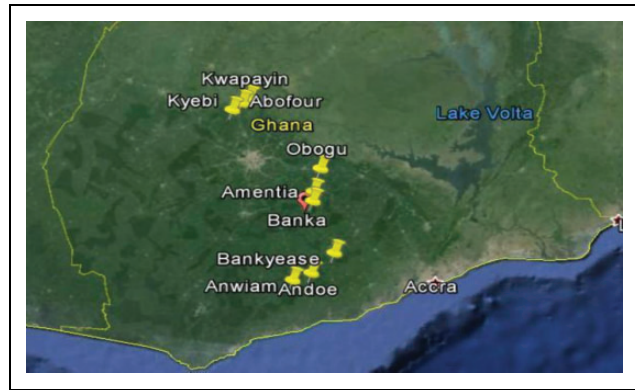 Kwapayin
Kyebi
Abofour
Ghana
Lake Volta
Obogu
Amentia
Banka
Bankyease
Anwiam
Andoe
Accra